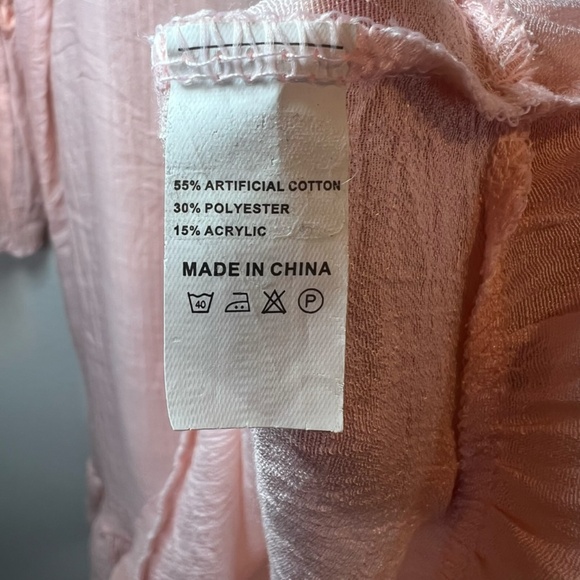 55% ARTIFICIAL COTTON
30% POLYESTER
15% ACRYLIC
MADE IN CHINA
40 P